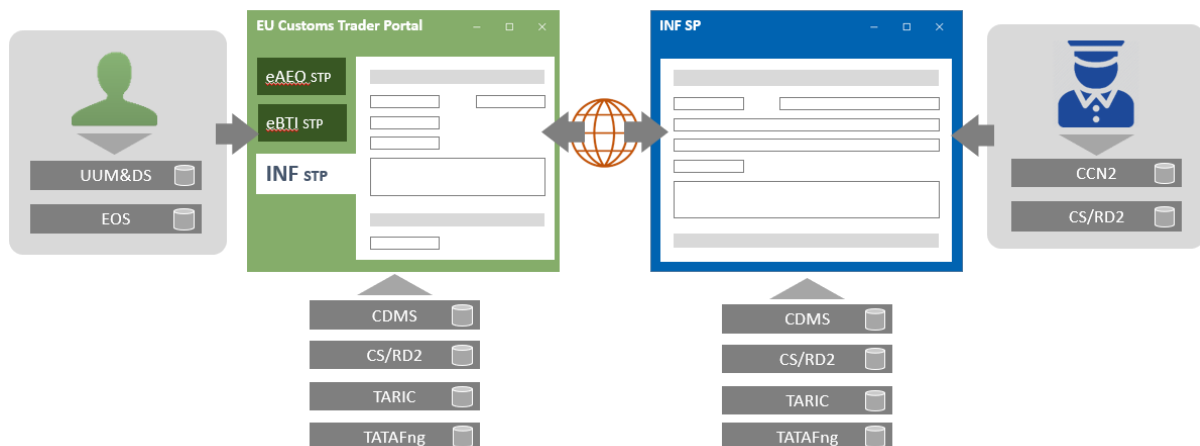 EU Customs Trader Portal
INF SP
eAEO STP
eBTI STP
INF STP
UUM&DS
EOS
CCN2
CS/RD2
CDMS
CS/RD2
TARIC
TATAFng
CDMS
CS/RD2
TARIC
TATAFng